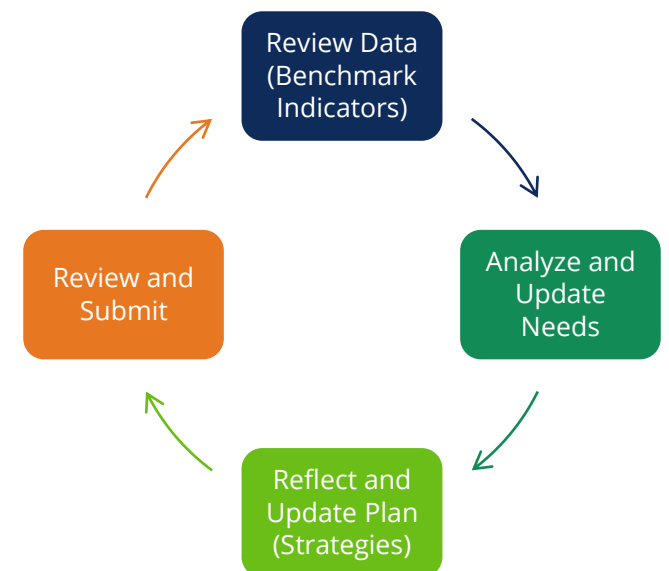 Review Data
(Benchmark
Indicators)
Analyze and
Update
Needs
Reflect and
Update Plan
(Strategies)
Review and
Submit